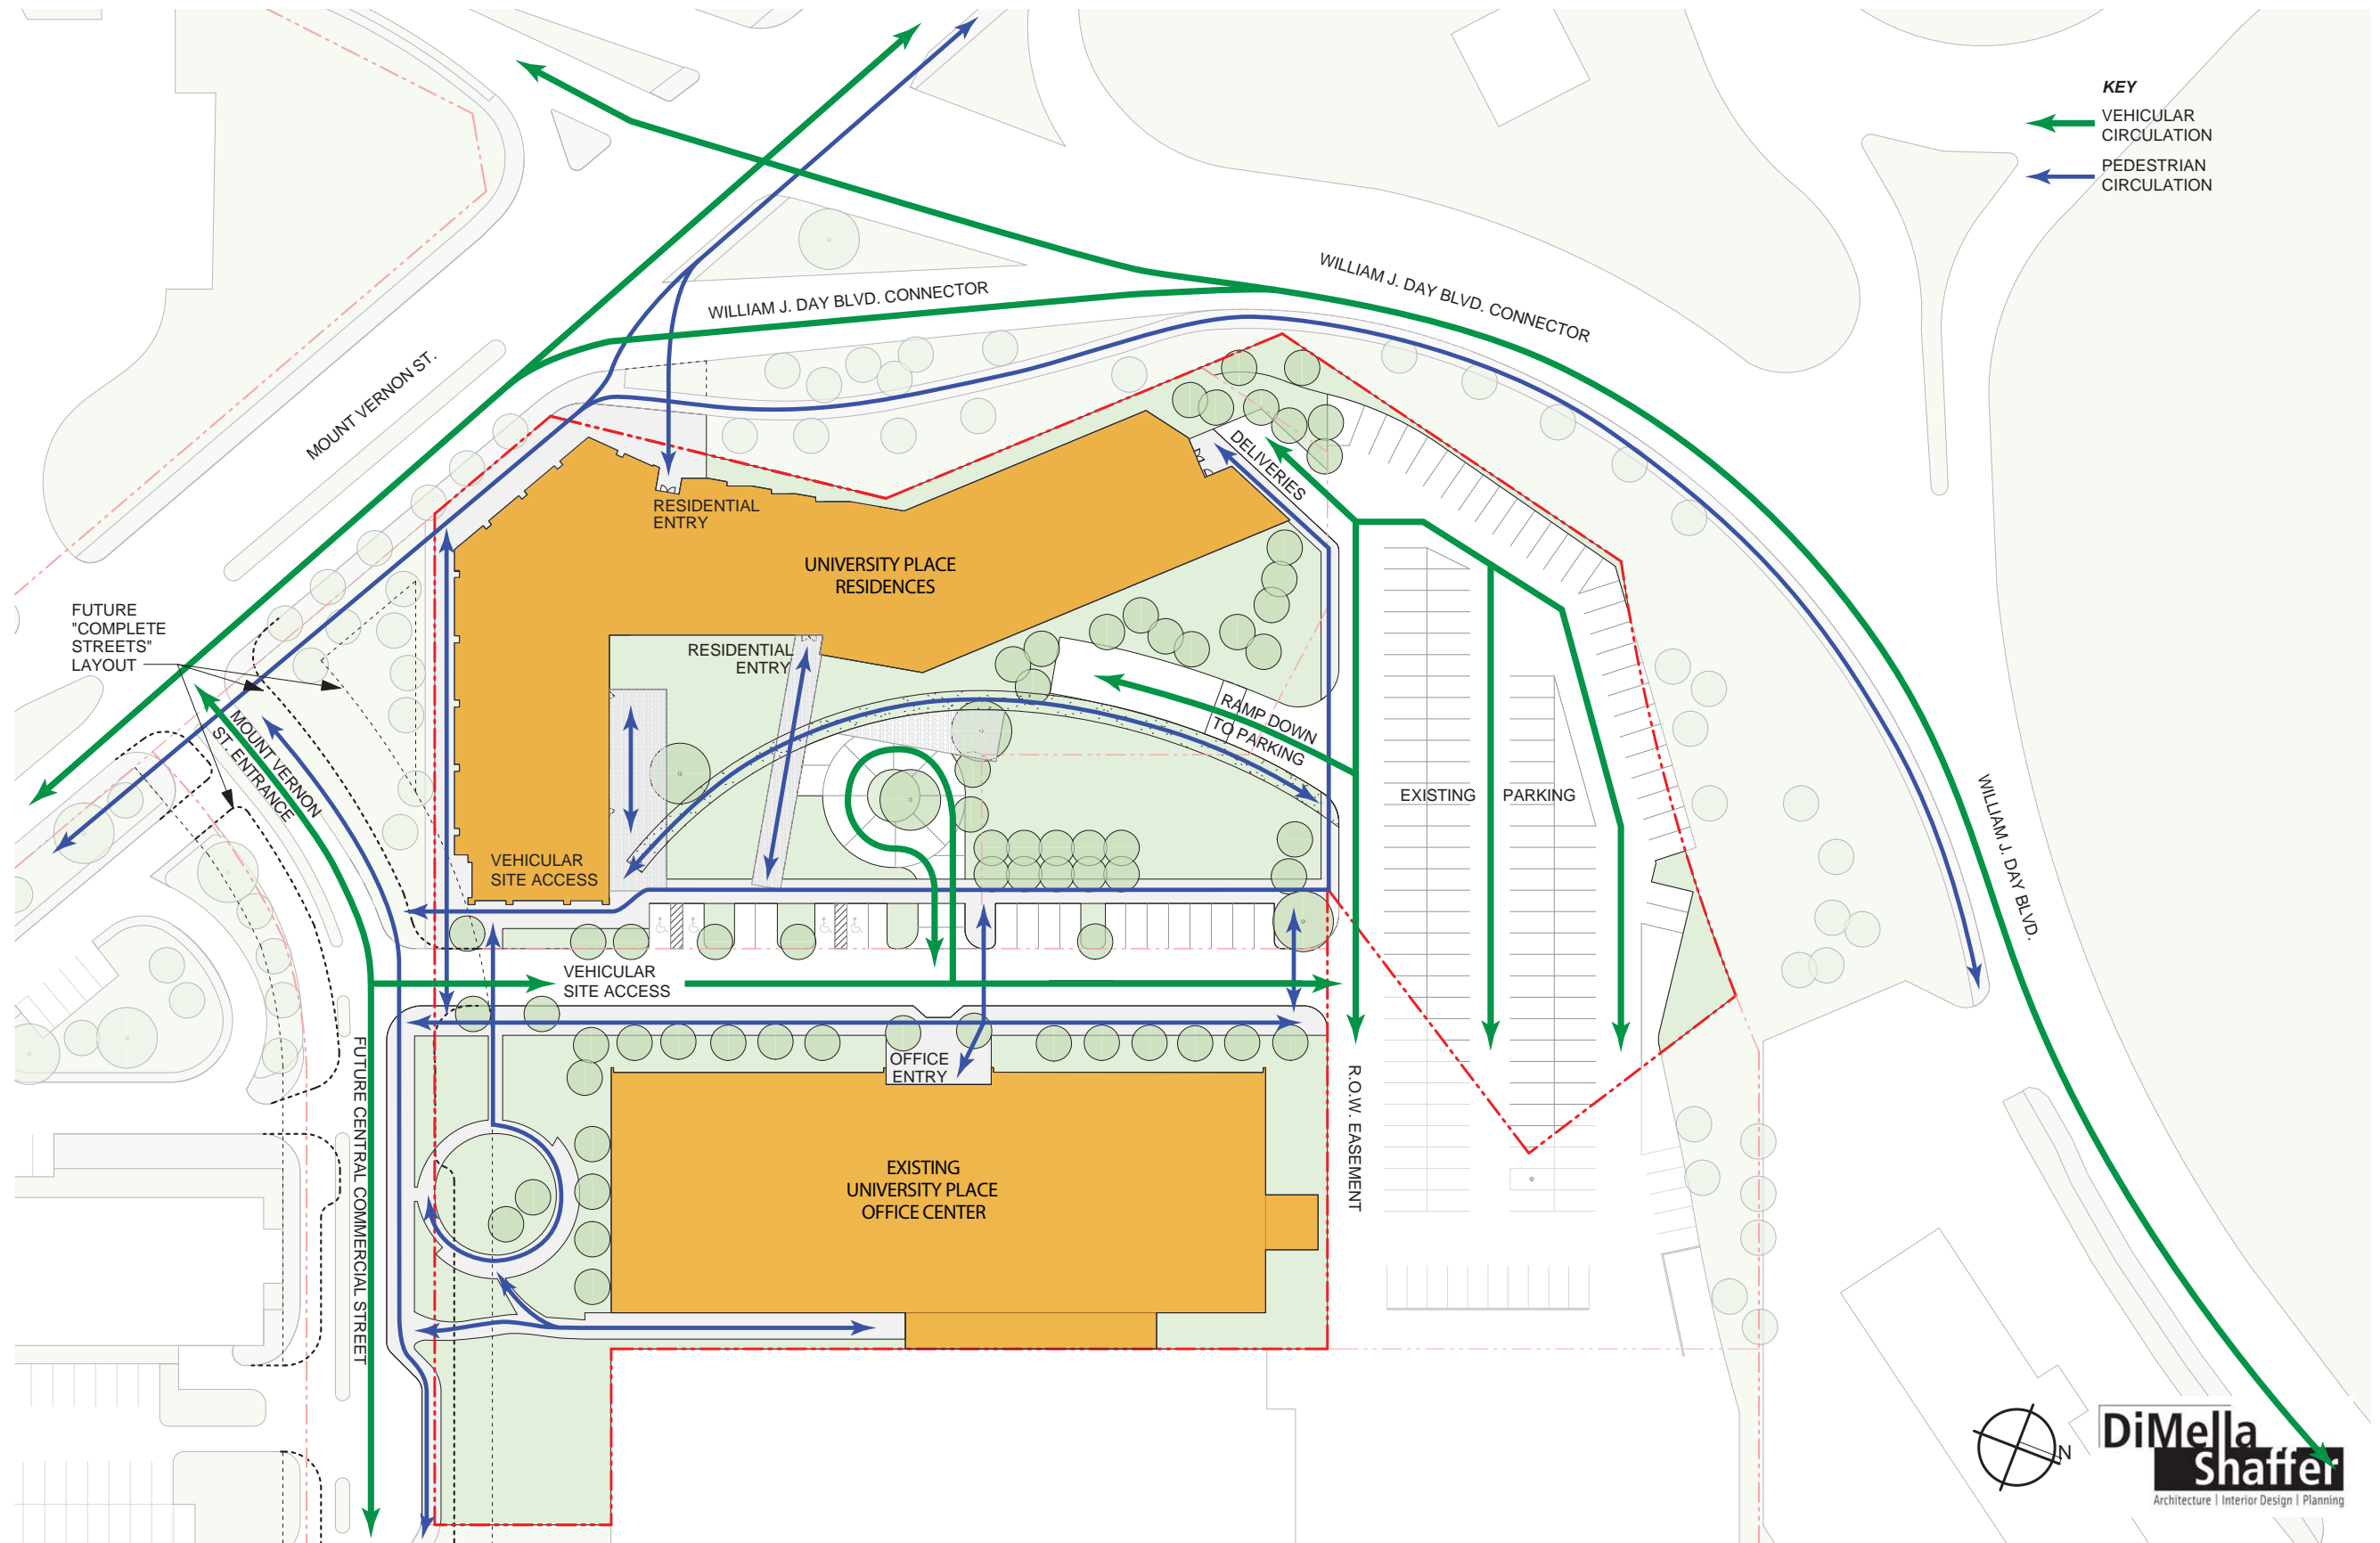 KEY
VEHICULAR
CIRCULATION
PEDESTRIAN
CIRCULATION
WILLIAM J. DAY BLVD. CONNECTOR
WILLIAM J. DAY BLVD. CONNECTOR
MOUNT VERNON ST.
DELIVERIES
RESIDENTIAL
ENTRY
UNIVERSITY PLACE
RESIDENCES
FUTURE
"COMPLETE
STREETS"
LAYOUT
RESIDENTIAL
ENTRY
MOUNT VERNON
ST. ENTRANCE
RAMP DOWN
TO PARKING
EXISTING PARKING
WILLIAM J. DAY BLVD.
VEHICULAR
SITE ACCESS
VEHICULAR
SITE ACCESS
OFFICE
ENTRY
FUTURE CENTRAL COMMERCIAL STREET
R.O.W. EASEMENT
EXISTING
UNIVERSITY PLACE
OFFICE CENTER
N
DiMella
Shaffer
Architecture | Interior Design | Planning